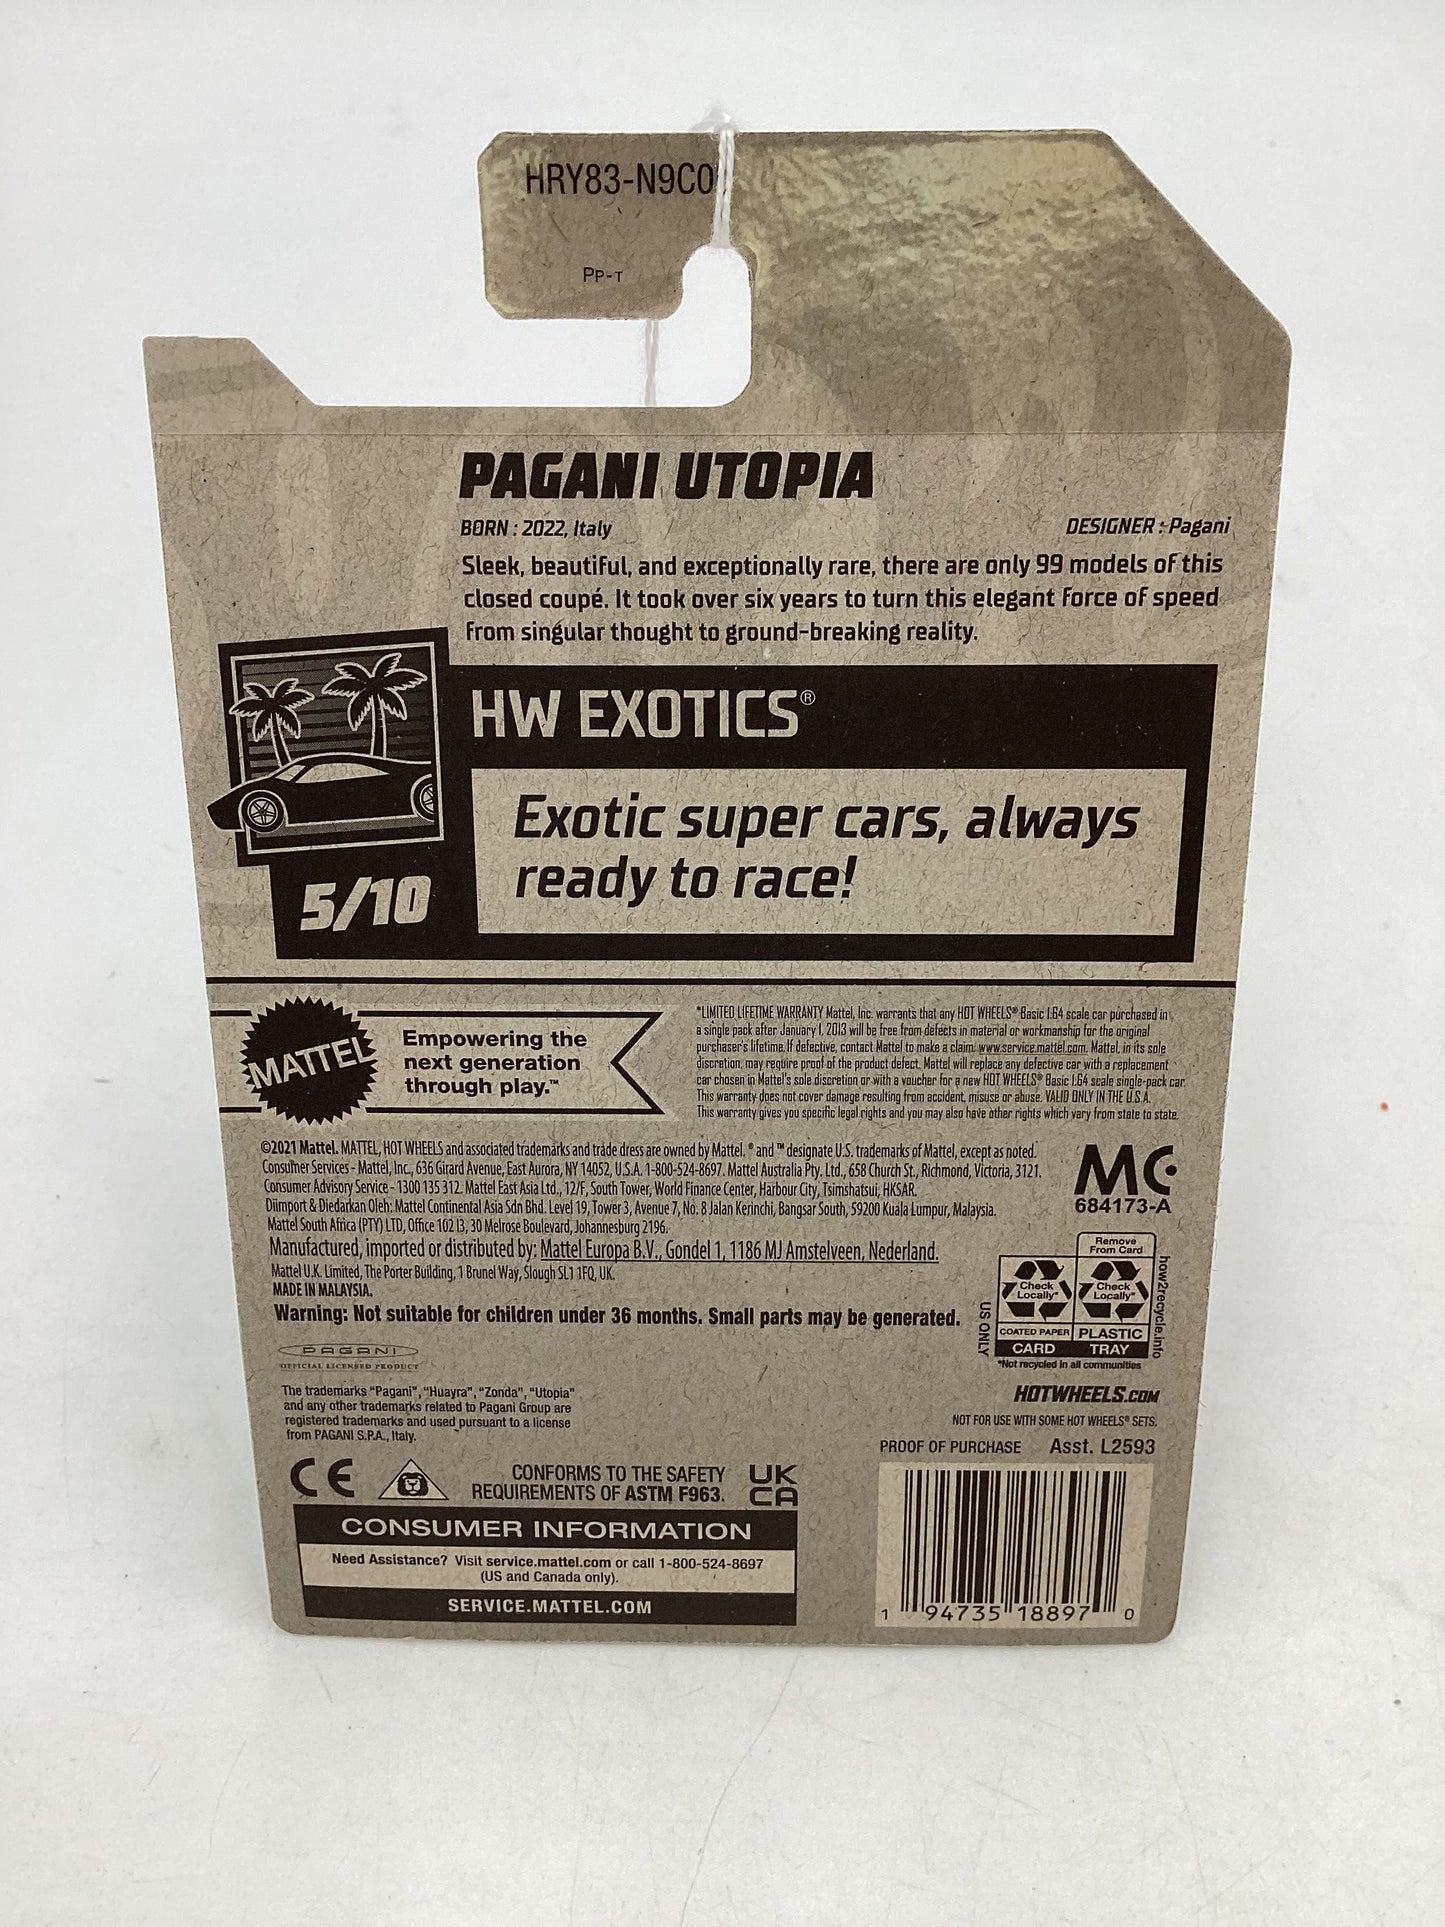 HRY83-N9C0
PP-T
PAGANI UTOPIA
BORN : 2022, Italy
DESIGNER : Pagani
Sleek, beautiful, and exceptionally rare, there are only 99 models of this
closed coupé. It took over six years to turn this elegant force of speed
from singular thought to ground-breaking reality.
HW EXOTICS®
Exotic super cars, always
ready to race!
5/10
MATTEL
Empowering the
next generation
through play.™
*LIMITED LIFETIME WARRANTY Mattel, Inc. warrants that any HOT WHEELS® Basic 1:64 scale car purchased in
a single pack after January 1, 2013 will be free from defects in material or workmanship for the original
purchaser's lifetime. If defective, contact Mattel to make a claim: www.service.mattel.com. Mattel, in its sole
discretion, may require proof of the product defect. Mattel will replace any defective car with a replacement
car chosen in Mattel's sole discretion or with a voucher for a new HOT WHEELS® Basic 1:64 scale single-pack car.
This warranty does not cover damage resulting from accident, misuse or abuse. VALID ONLY IN THE U.S.A.
This warranty gives you specific legal rights and you may also have other rights which vary from state to state.
©2021 Mattel. MATTEL, HOT WHEELS and associated trademarks and trade dress are owned by Mattel. ® and ™ designate U.S. trademarks of Mattel, except as noted.
Consumer Services - Mattel, Inc., 636 Girard Avenue, East Aurora, NY 14052, U.S.A. 1-800-524-8697. Mattel Australia Pty. Ltd., 658 Church St., Richmond, Victoria, 3121.
Consumer Advisory Service - 1300 135 312. Mattel East Asia Ltd., 12/F, South Tower, World Finance Center, Harbour City, Tsimshatsui, HKSAR.
Diimport & Diedarkan Oleh: Mattel Continental Asia Sdn Bhd. Level 19, Tower 3, Avenue 7, No. 8 Jalan Kerinchi, Bangsar South, 59200 Kuala Lumpur, Malaysia.
Mattel South Africa (PTY) LTD, Office 102 I3, 30 Melrose Boulevard, Johannesburg 2196.
Manufactured, imported or distributed by: Mattel Europa B.V., Gondel 1, 1186 MJ Amstelveen, Nederland.
Mattel U.K. Limited, The Porter Building, 1 Brunel Way, Slough SL1 1FQ, UK.
MADE IN MALAYSIA.
Warning: Not suitable for children under 36 months. Small parts may be generated.
MC
684173-A
Remove
From Card
Check
Locally*
Check
Locally*
COATED PAPER
PLASTIC
CARD
TRAY
US ONLY
how2recycle.info
*Not recycled in all communities
PAGANI
OFFICIAL LICENSED PRODUCT
The trademarks "Pagani", "Huayra", "Zonda", "Utopia"
and any other trademarks related to Pagani Group are
registered trademarks and used pursuant to a license
from PAGANI S.P.A., Italy.
HOTWHEELS.COM
NOT FOR USE WITH SOME HOT WHEELS® SETS.
PROOF OF PURCHASE Asst. L2593
CE
CONFORMS TO THE SAFETY
REQUIREMENTS OF ASTM F963.
UK
CA
CONSUMER INFORMATION
Need Assistance? Visit service.mattel.com or call 1-800-524-8697
(US and Canada only).
SERVICE.MATTEL.COM
1 94735 18897 0